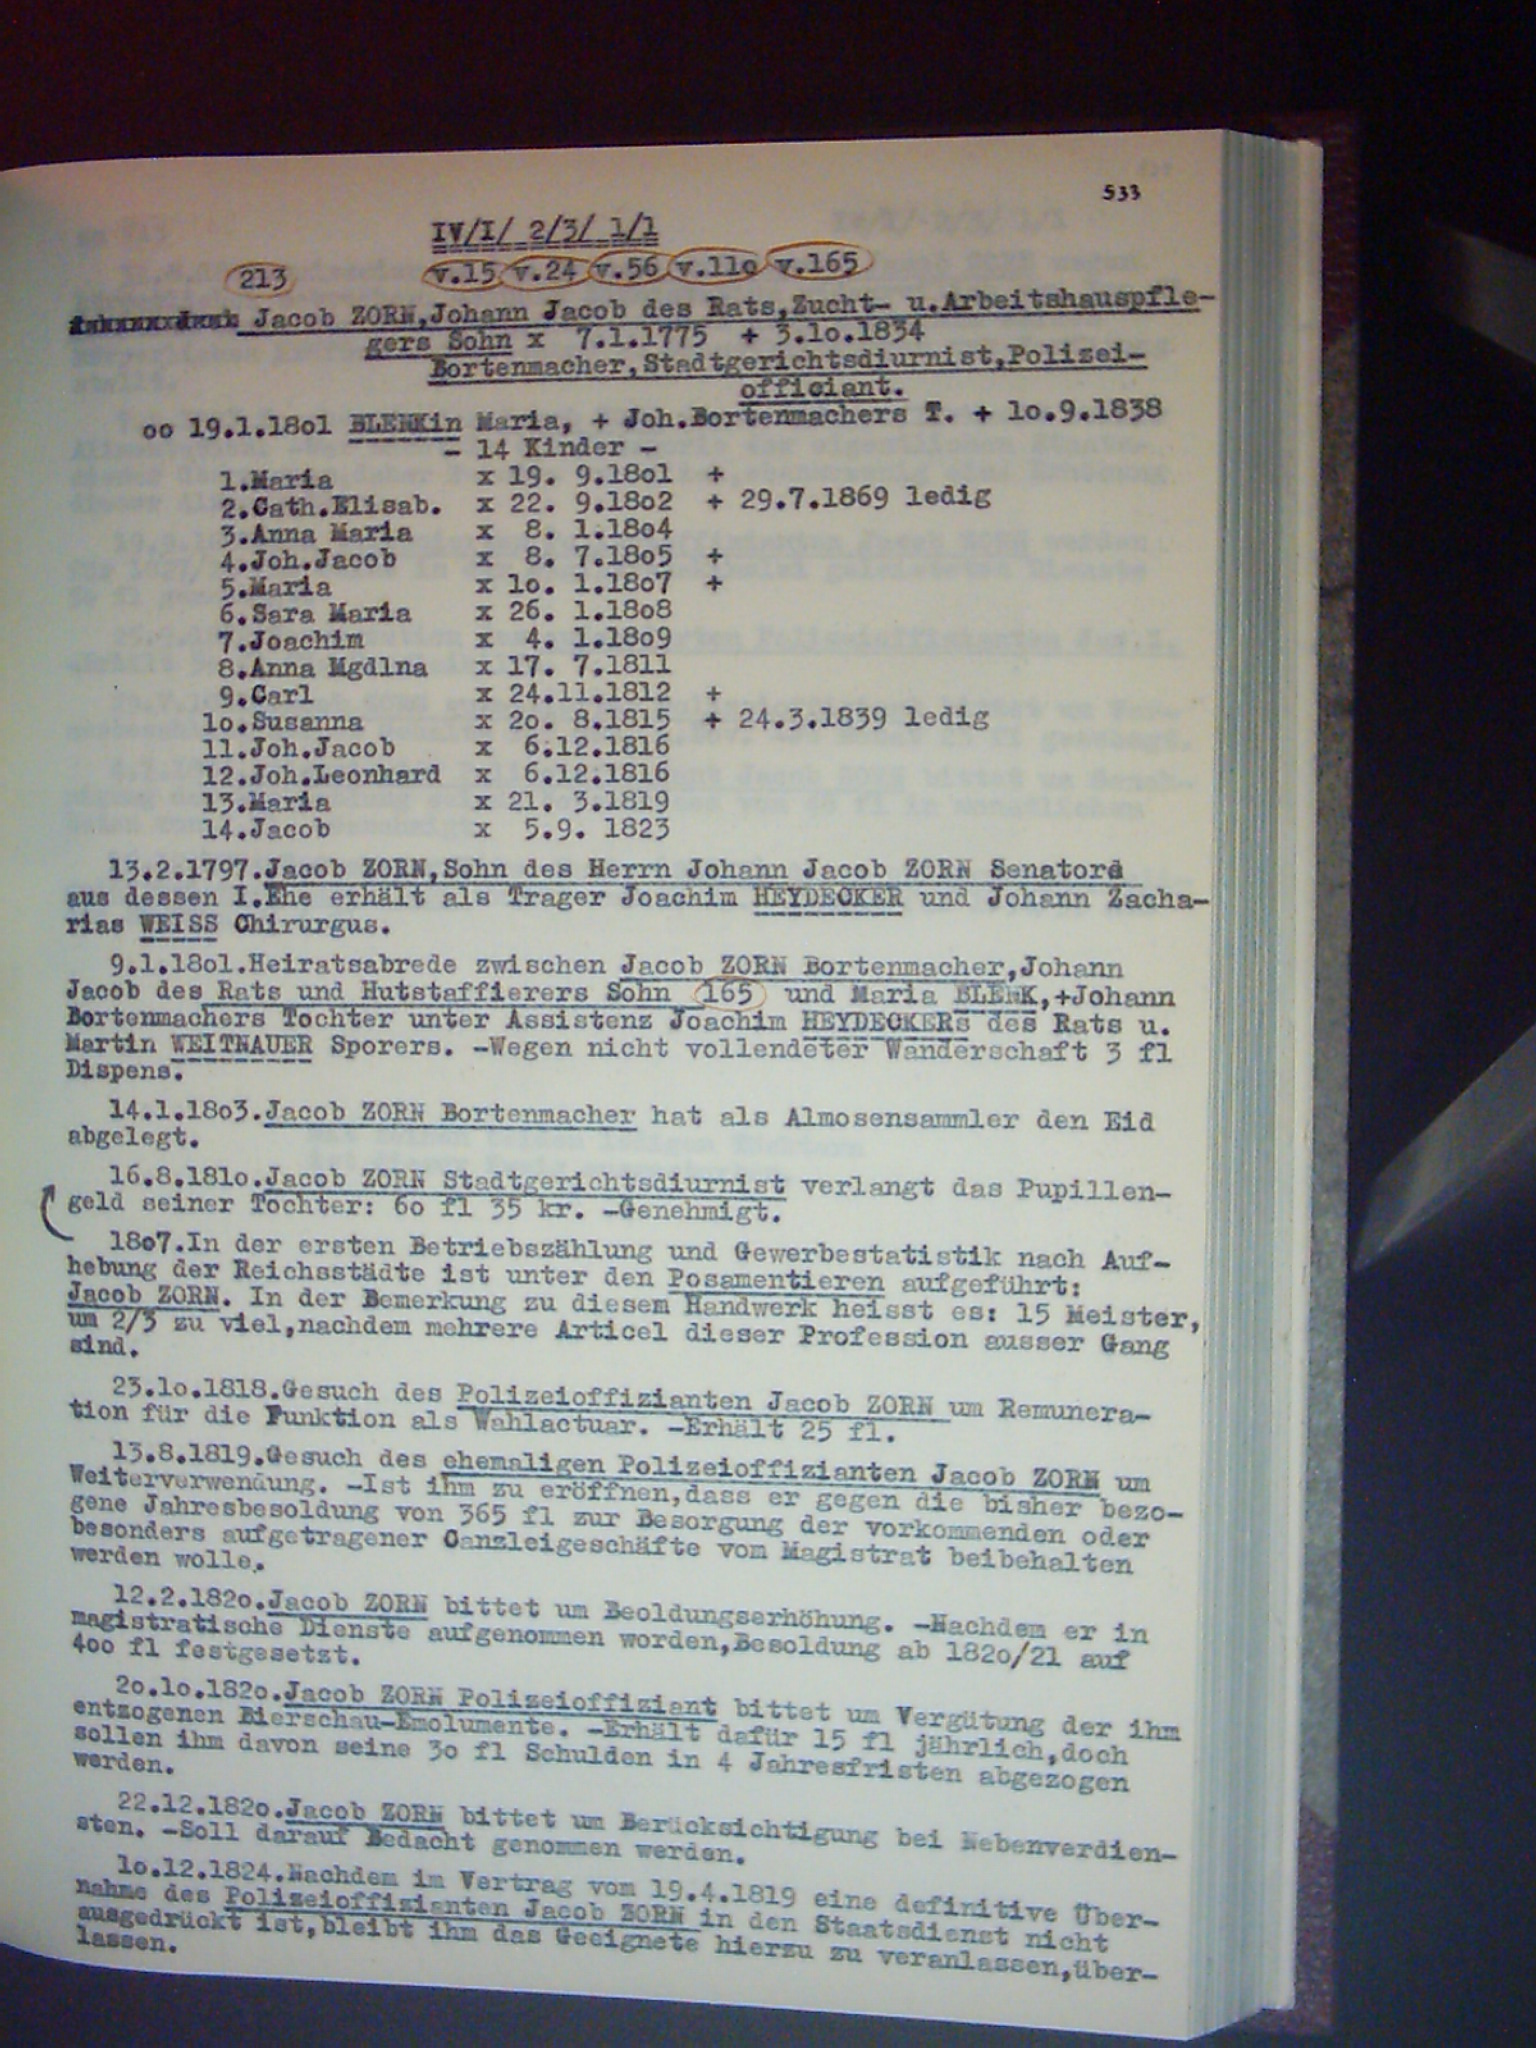 533
IV/I/ 2/3/ 1/1
213 v.15 v.24 v.56 v.11o v.165
Jacob ZORN,Johann Jacob des Rats,Zucht- u.Arbeitshauspfle-
gers Sohn x 7.1.1775 + 3.1o.1834
Bortenmacher,Stadtgerichtsdiurnist,Polizei-
officiant.
oo 19.1.18o1 BLENKin Maria, + Joh.Bortenmachers T. + 1o.9.1838
- 14 Kinder -
1.Maria x 19. 9.18o1 +
2.Cath.Elisab. x 22. 9.18o2 + 29.7.1869 ledig
3.Anna Maria x 8. 1.18o4
4.Joh.Jacob x 8. 7.18o5 +
5.Maria x 1o. 1.18o7 +
6.Sara Maria x 26. 1.18o8
7.Joachim x 4. 1.18o9
8.Anna Mgdlna x 17. 7.1811
9.Carl x 24.11.1812 +
1o.Susanna x 2o. 8.1815 + 24.3.1839 ledig
11.Joh.Jacob x 6.12.1816
12.Joh.Leonhard x 6.12.1816
13.Maria x 21. 3.1819
14.Jacob x 5.9. 1823
13.2.1797.Jacob ZORN,Sohn des Herrn Johann Jacob ZORN Senators
aus dessen I.Ehe erhält als Trager Joachim HEYDECKER und Johann Zacha-
rias WEISS Chirurgus.
9.1.18o1.Heiratsabrede zwischen Jacob ZORN Bortenmacher,Johann
Jacob des Rats und Hutstaffierers Sohn 165 und Maria BLENK,+Johann
Bortenmachers Tochter unter Assistenz Joachim HEYDECKERs des Rats u.
Martin WEITNAUER Sporers. -Wegen nicht vollendeter Wanderschaft 3 fl
Dispens.
14.1.18o3.Jacob ZORN Bortenmacher hat als Almosensammler den Eid
abgelegt.
16.8.181o.Jacob ZORN Stadtgerichtsdiurnist verlangt das Pupillen-
geld seiner Tochter: 6o fl 35 kr. -Genehmigt.
18o7.In der ersten Betriebszählung und Gewerbestatistik nach Auf-
hebung der Reichsstädte ist unter den Posamentieren aufgeführt:
Jacob ZORN. In der Bemerkung zu diesem Handwerk heisst es: 15 Meister,
um 2/3 zu viel,nachdem mehrere Articel dieser Profession ausser Gang
sind.
23.1o.1818.Gesuch des Polizeioffizianten Jacob ZORN um Remunera-
tion für die Funktion als Wahlactuar. -Erhält 25 fl.
13.8.1819.Gesuch des ehemaligen Polizeioffizianten Jacob ZORN um
Weiterverwendung. -Ist ihm zu eröffnen,dass er gegen die bisher bezo-
gene Jahresbesoldung von 365 fl zur Besorgung der vorkommenden oder
besonders aufgetragener Canzleigeschäfte vom Magistrat beibehalten
werden wolle.
12.2.182o.Jacob ZORN bittet um Beoldungserhöhung. -Nachdem er in
magistratische Dienste aufgenommen worden,Besoldung ab 182o/21 auf
4oo fl festgesetzt.
2o.1o.182o.Jacob ZORN Polizeioffiziant bittet um Vergütung der ihm
entzogenen Bierschau-Emolumente. -Erhält dafür 15 fl jährlich,doch
sollen ihm davon seine 3o fl Schulden in 4 Jahresfristen abgezogen
werden.
22.12.182o.Jacob ZORN bittet um Berücksichtigung bei Nebenverdien-
sten. -Soll darauf Bedacht genommen werden.
1o.12.1824.Nachdem im Vertrag vom 19.4.1819 eine definitive Über-
nahme des Polizeioffizianten Jacob ZORN in den Staatsdienst nicht
ausgedrückt ist,bleibt ihm das Geeignete hierzu zu veranlassen,über-
lassen.